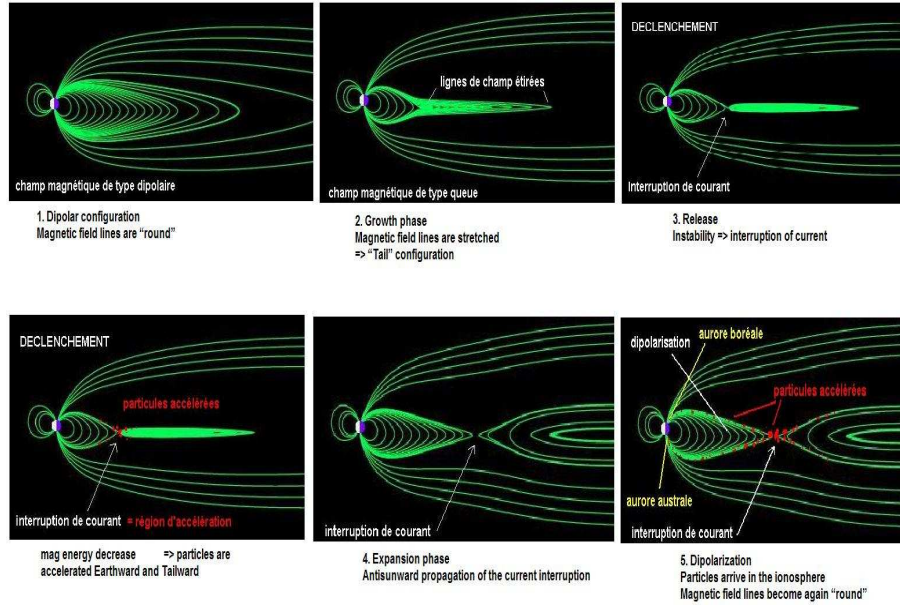 champ magnétique de type dipolaire
1. Dipolar configuration
Magnetic field lines are “round”
lignes de champ étirées
champ magnétique de type queue
2. Growth phase
Magnetic field lines are stretched
=> “Tail” configuration
DECLENCHEMENT
Interruption de courant
3. Release
Instability => interruption of current
DECLENCHEMENT
particules accèlérées
interruption de courant = règion d'accélération
mag energy decrease => particles are
accelerated Earthward and Tailward
interruption de courant
4. Expansion phase
Antisunward propagation of the current interruption
aurore boréale
dipolarisation
particules accélérées
aurore australe
interruption de courant
5. Dipolarization
Particles arrive in the ionosphere
Magnetic field lines become again “round”